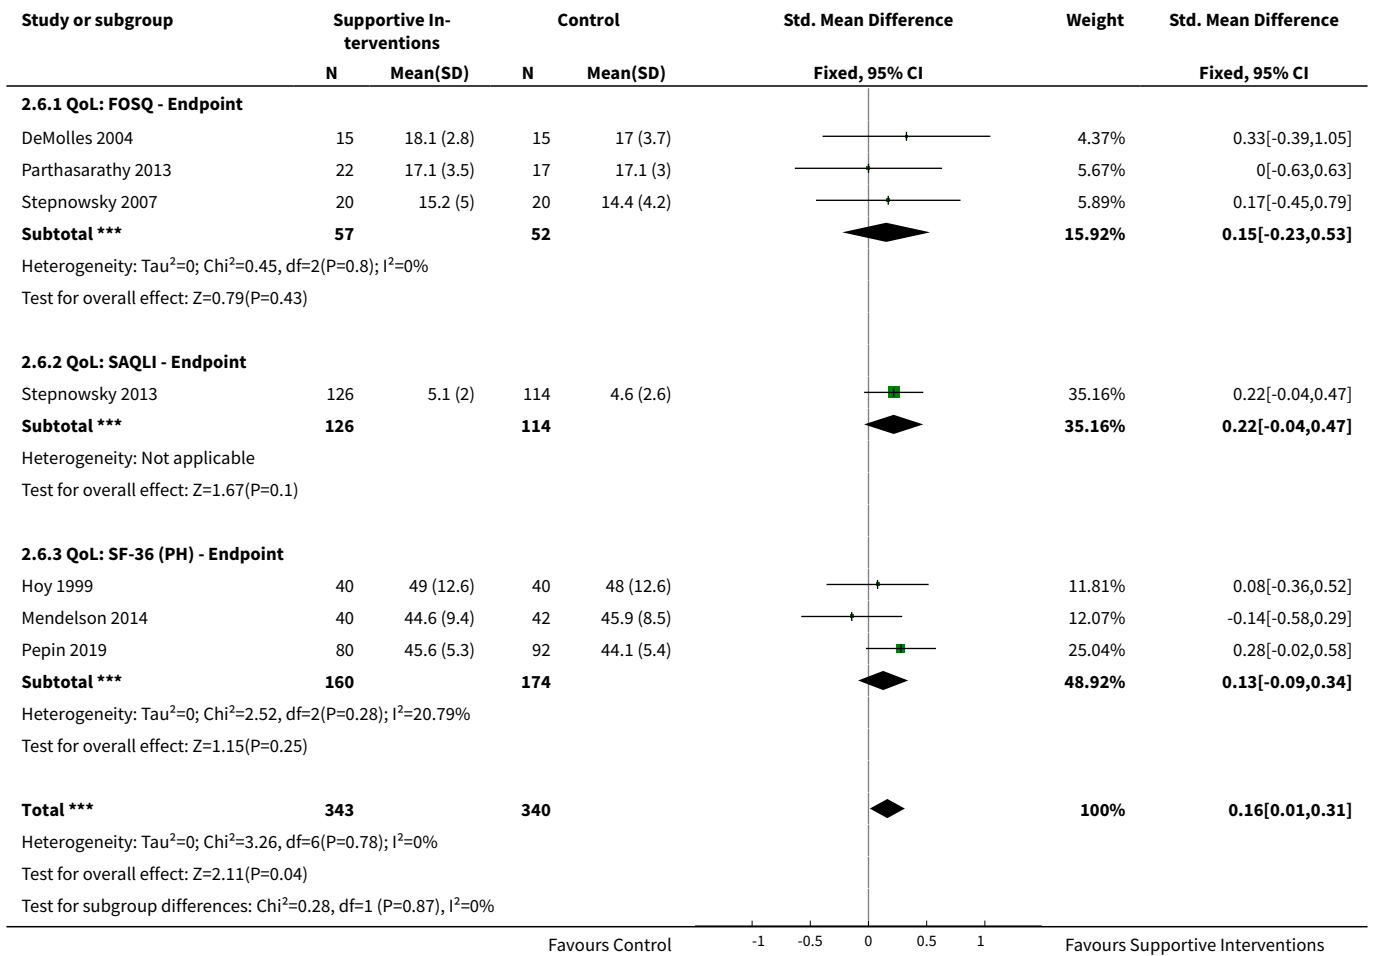 Study or subgroup Supportive In- Control Std. Mean Difference Weight Std. Mean Difference
terventions
N Mean(SD) N Mean(SD) Fixed, 95% CI Fixed, 95% CI
2.6.1 QoL: FOSQ - Endpoint
DeMolles 2004 15 18.1 (2.8) 15 17 (3.7) 4.37% 0.33[-0.39,1.05]
Parthasarathy 2013 22 17.1 (3.5) 17 17.1 (3) 5.67% 0[-0.63,0.63]
Stepnowsky 2007 20 15.2 (5) 20 14.4 (4.2) 5.89% 0.17[-0.45,0.79]
Subtotal *** 57 52 15.92% 0.15[-0.23,0.53]
Heterogeneity: Tau²=0; Chi²=0.45, df=2(P=0.8); I²=0%
Test for overall effect: Z=0.79(P=0.43)
2.6.2 QoL: SAQLI - Endpoint
Stepnowsky 2013 126 5.1 (2) 114 4.6 (2.6) 35.16% 0.22[-0.04,0.47]
Subtotal *** 126 114 35.16% 0.22[-0.04,0.47]
Heterogeneity: Not applicable
Test for overall effect: Z=1.67(P=0.1)
2.6.3 QoL: SF-36 (PH) - Endpoint
Hoy 1999 40 49 (12.6) 40 48 (12.6) 11.81% 0.08[-0.36,0.52]
Mendelson 2014 40 44.6 (9.4) 42 45.9 (8.5) 12.07% -0.14[-0.58,0.29]
Pepin 2019 80 45.6 (5.3) 92 44.1 (5.4) 25.04% 0.28[-0.02,0.58]
Subtotal *** 160 174 48.92% 0.13[-0.09,0.34]
Heterogeneity: Tau²=0; Chi²=2.52, df=2(P=0.28); I²=20.79%
Test for overall effect: Z=1.15(P=0.25)
Total *** 343 340 100% 0.16[0.01,0.31]
Heterogeneity: Tau²=0; Chi²=3.26, df=6(P=0.78); I²=0%
Test for overall effect: Z=2.11(P=0.04)
Test for subgroup differences: Chi²=0.28, df=1 (P=0.87), I²=0%
Favours Control -1 -0.5 0 0.5 1 Favours Supportive Interventions